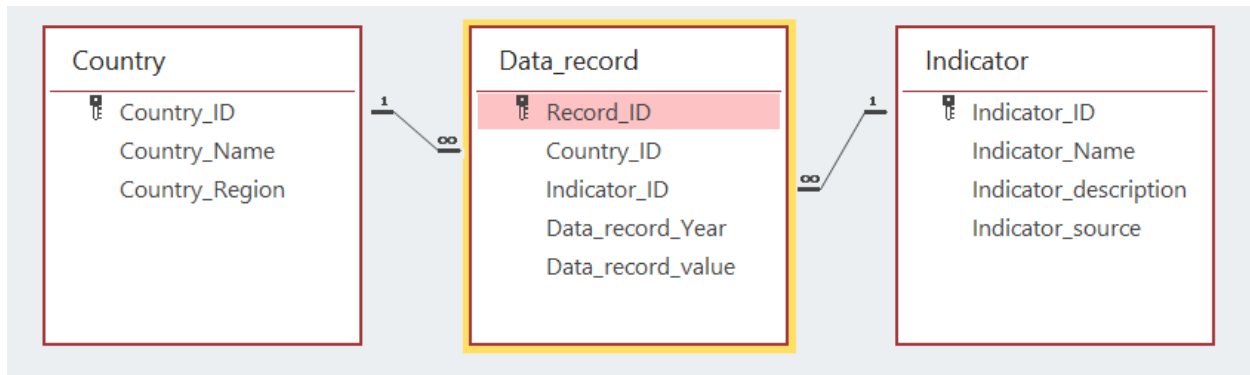 Country
Country_ID
Country_Name
Country_Region
1
∞
Data_record
Record_ID
Country_ID
Indicator_ID
Data_record_Year
Data_record_value
∞
1
Indicator
Indicator_ID
Indicator_Name
Indicator_description
Indicator_source